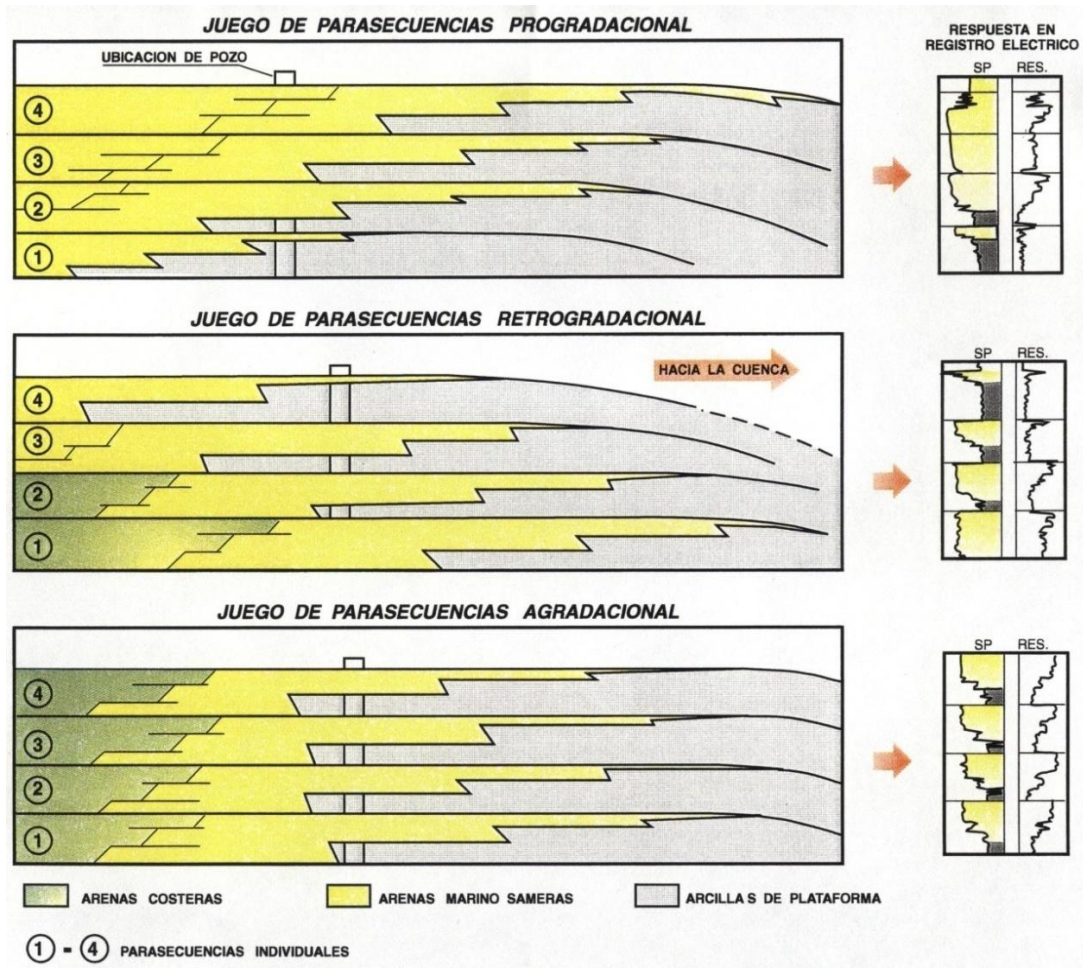 JUEGO DE PARASECUENCIAS PROGRADACIONAL
RESPUESTA EN
REGISTRO ELECTRICO
UBICACION DE POZO
SP RES.
4
3
2
1
JUEGO DE PARASECUENCIAS RETROGRADACIONAL
HACIA LA CUENCA
SP RES.
4
3
2
1
JUEGO DE PARASECUENCIAS AGRADACIONAL
SP RES.
4
3
2
1
ARENAS COSTERAS
ARENAS MARINO SAMERAS
ARCILLA S DE PLATAFORMA
1 - 4 PARASECUENCIAS INDIVIDUALES